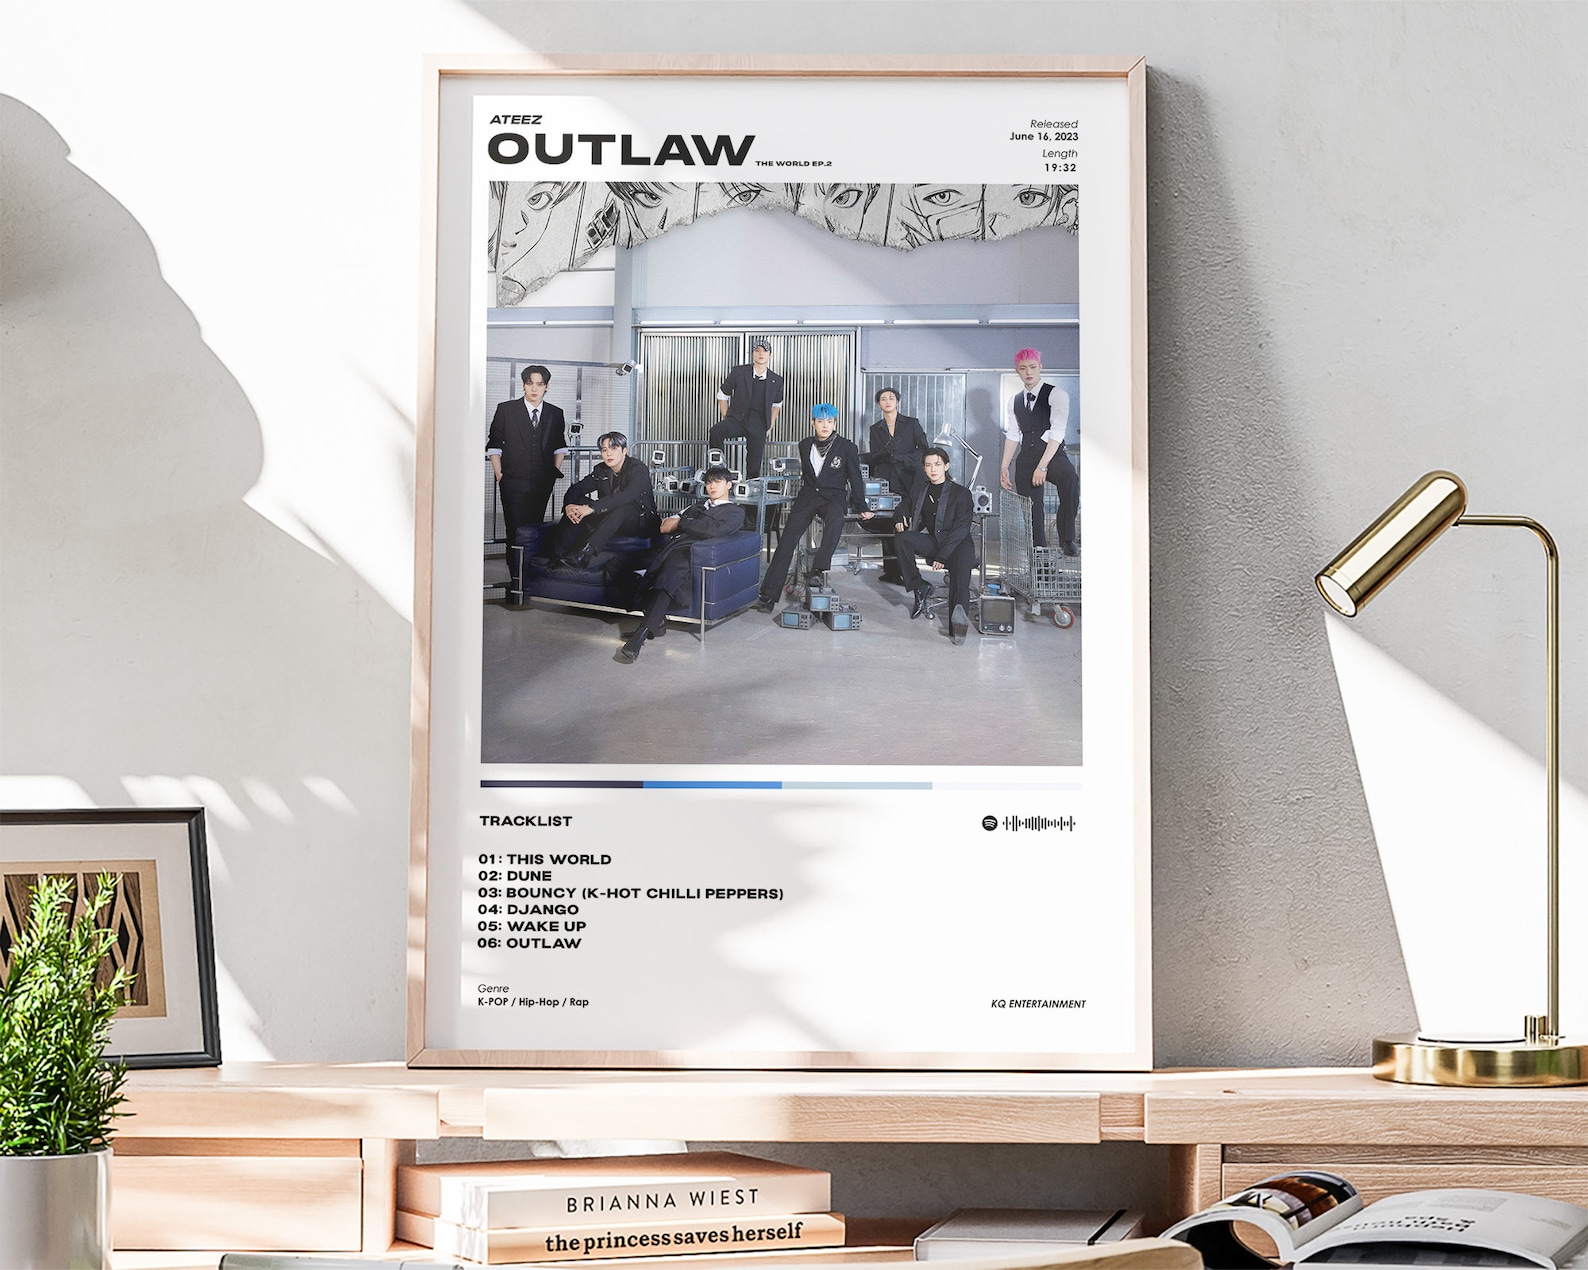 ATEEZ
OUTLAW THE WORLD EP.2
Released
June 16, 2023
Length
19:32
TRACKLIST
01: THIS WORLD
02: DUNE
03: BOUNCY (K-HOT CHILLI PEPPERS)
04: DJANGO
05: WAKE UP
06: OUTLAW
Genre
K-POP / Hip-Hop / Rap
KQ ENTERTAINMENT
BRIANNA WIEST
the princess saves herself